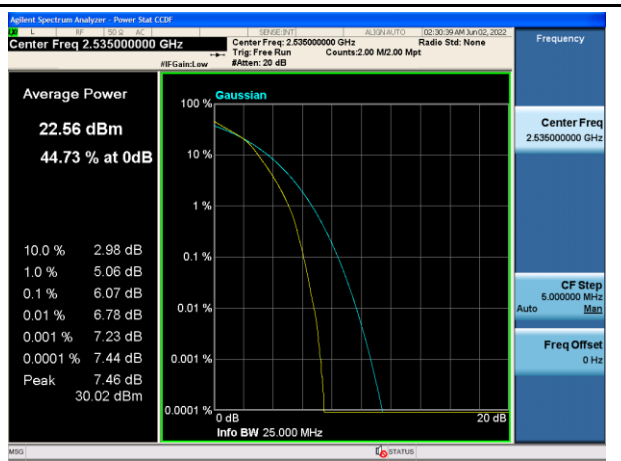 Agilent Spectrum Analyzer - Power Stat CCDF
L RF 50 Ω AC SENSE:INT ALIGN AUTO 02:30:39 AM Jun 02, 2022
Center Freq 2.535000000 GHz
Center Freq: 2.535000000 GHz Radio Std: None
Trig: Free Run Counts:2.00 M/2.00 Mpt
#IFGain:Low #Atten: 20 dB
Frequency
Average Power
22.56 dBm
44.73 % at 0dB
10.0 % 2.98 dB
1.0 % 5.06 dB
0.1 % 6.07 dB
0.01 % 6.78 dB
0.001 % 7.23 dB
0.0001 % 7.44 dB
Peak 7.46 dB
30.02 dBm
100 % Gaussian
10 %
1 %
0.1 %
0.01 %
0.001 %
0.0001 %
0 dB 20 dB
Info BW 25.000 MHz
Center Freq
2.535000000 GHz
CF Step
5.000000 MHz
Auto Man
Freq Offset
0 Hz
MSG STATUS